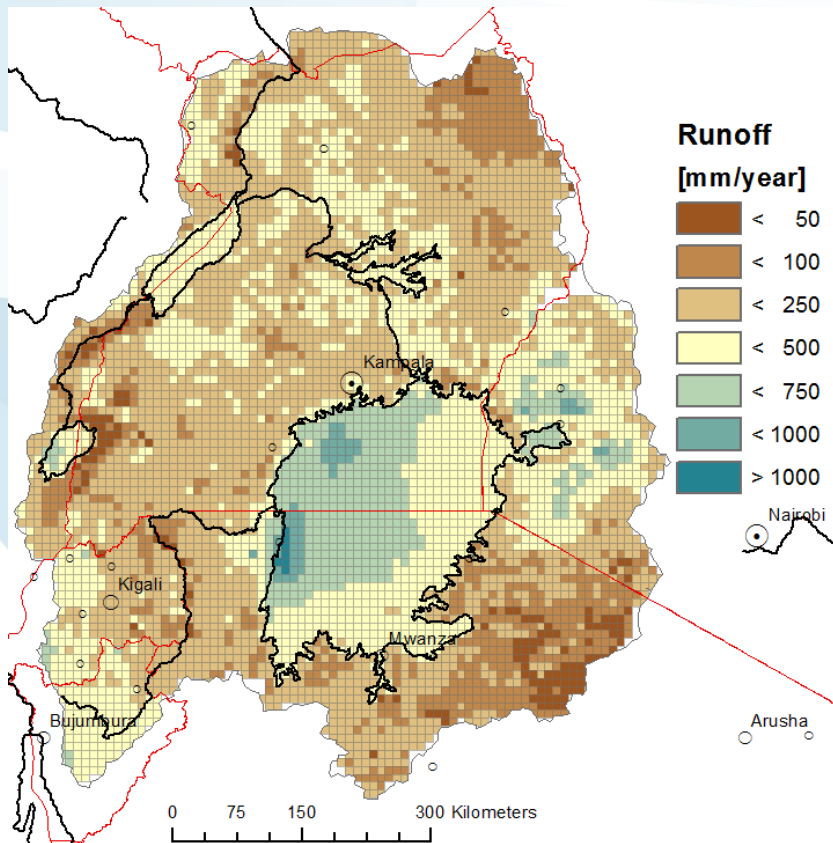 Runoff
[mm/year]
< 50
< 100
< 250
< 500
< 750
< 1000
> 1000
Kampala
Nairobi
Kigali
Mwanza
Bujumbura
Arusha
0 75 150 300 Kilometers